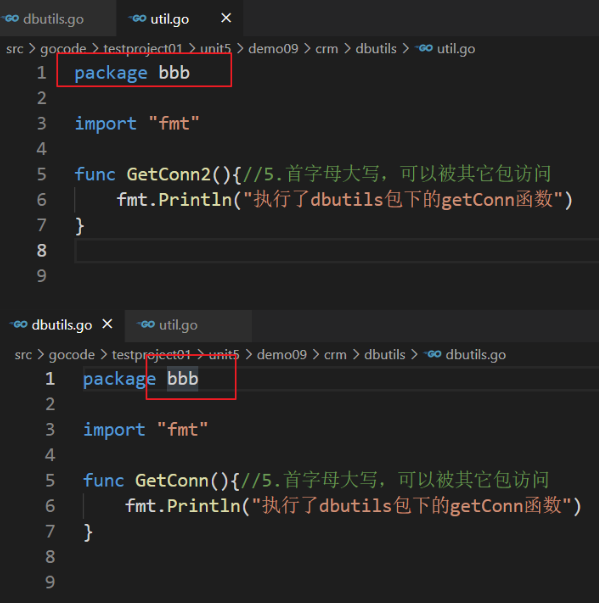 dbutils.go util.go ×
src > gocode > testproject01 > unit5 > demo09 > crm > dbutils > util.go
1 package bbb
2
3 import "fmt"
4
5 func GetConn2(){//5.首字母大写，可以被其它包访问
6 fmt.Println("执行了dbutils包下的getConn函数")
7 }
8
9
dbutils.go × util.go
src > gocode > testproject01 > unit5 > demo09 > crm > dbutils > dbutils.go
1 package bbb
2
3 import "fmt"
4
5 func GetConn(){//5.首字母大写，可以被其它包访问
6 fmt.Println("执行了dbutils包下的getConn函数")
7 }
8
9